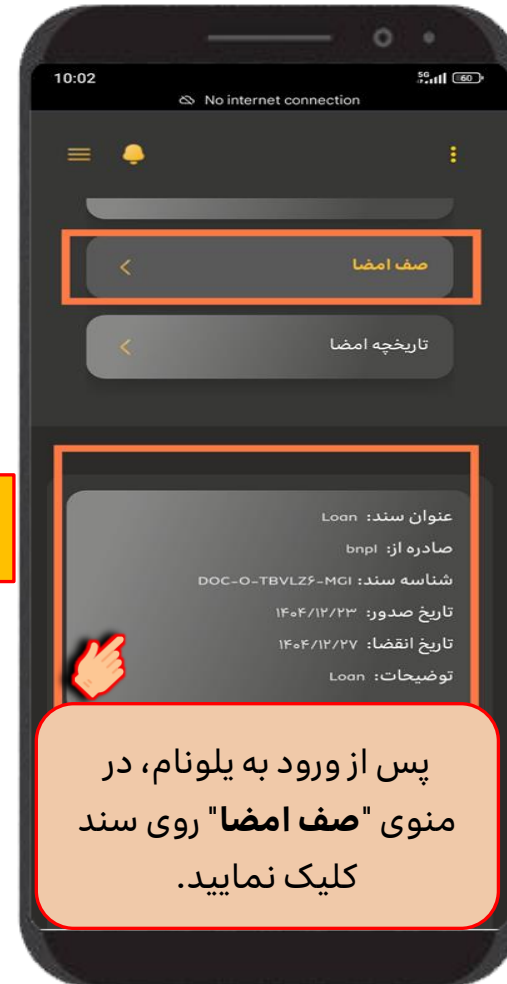 10:02
5G
60
No internet connection
صف امضا
تاریخچه امضا
عنوان سند: Loan
صادره از: bnpl
شناسه سند: DOC-O-TBVLZ۶-MGI
تاریخ صدور: ۱۴۰۴/۱۲/۲۳
تاریخ انقضا: ۱۴۰۴/۱۲/۲۷
توضیحات: Loan
پس از ورود به یلونام، در
منوی "صف امضا" روی سند
کلیک نمایید.